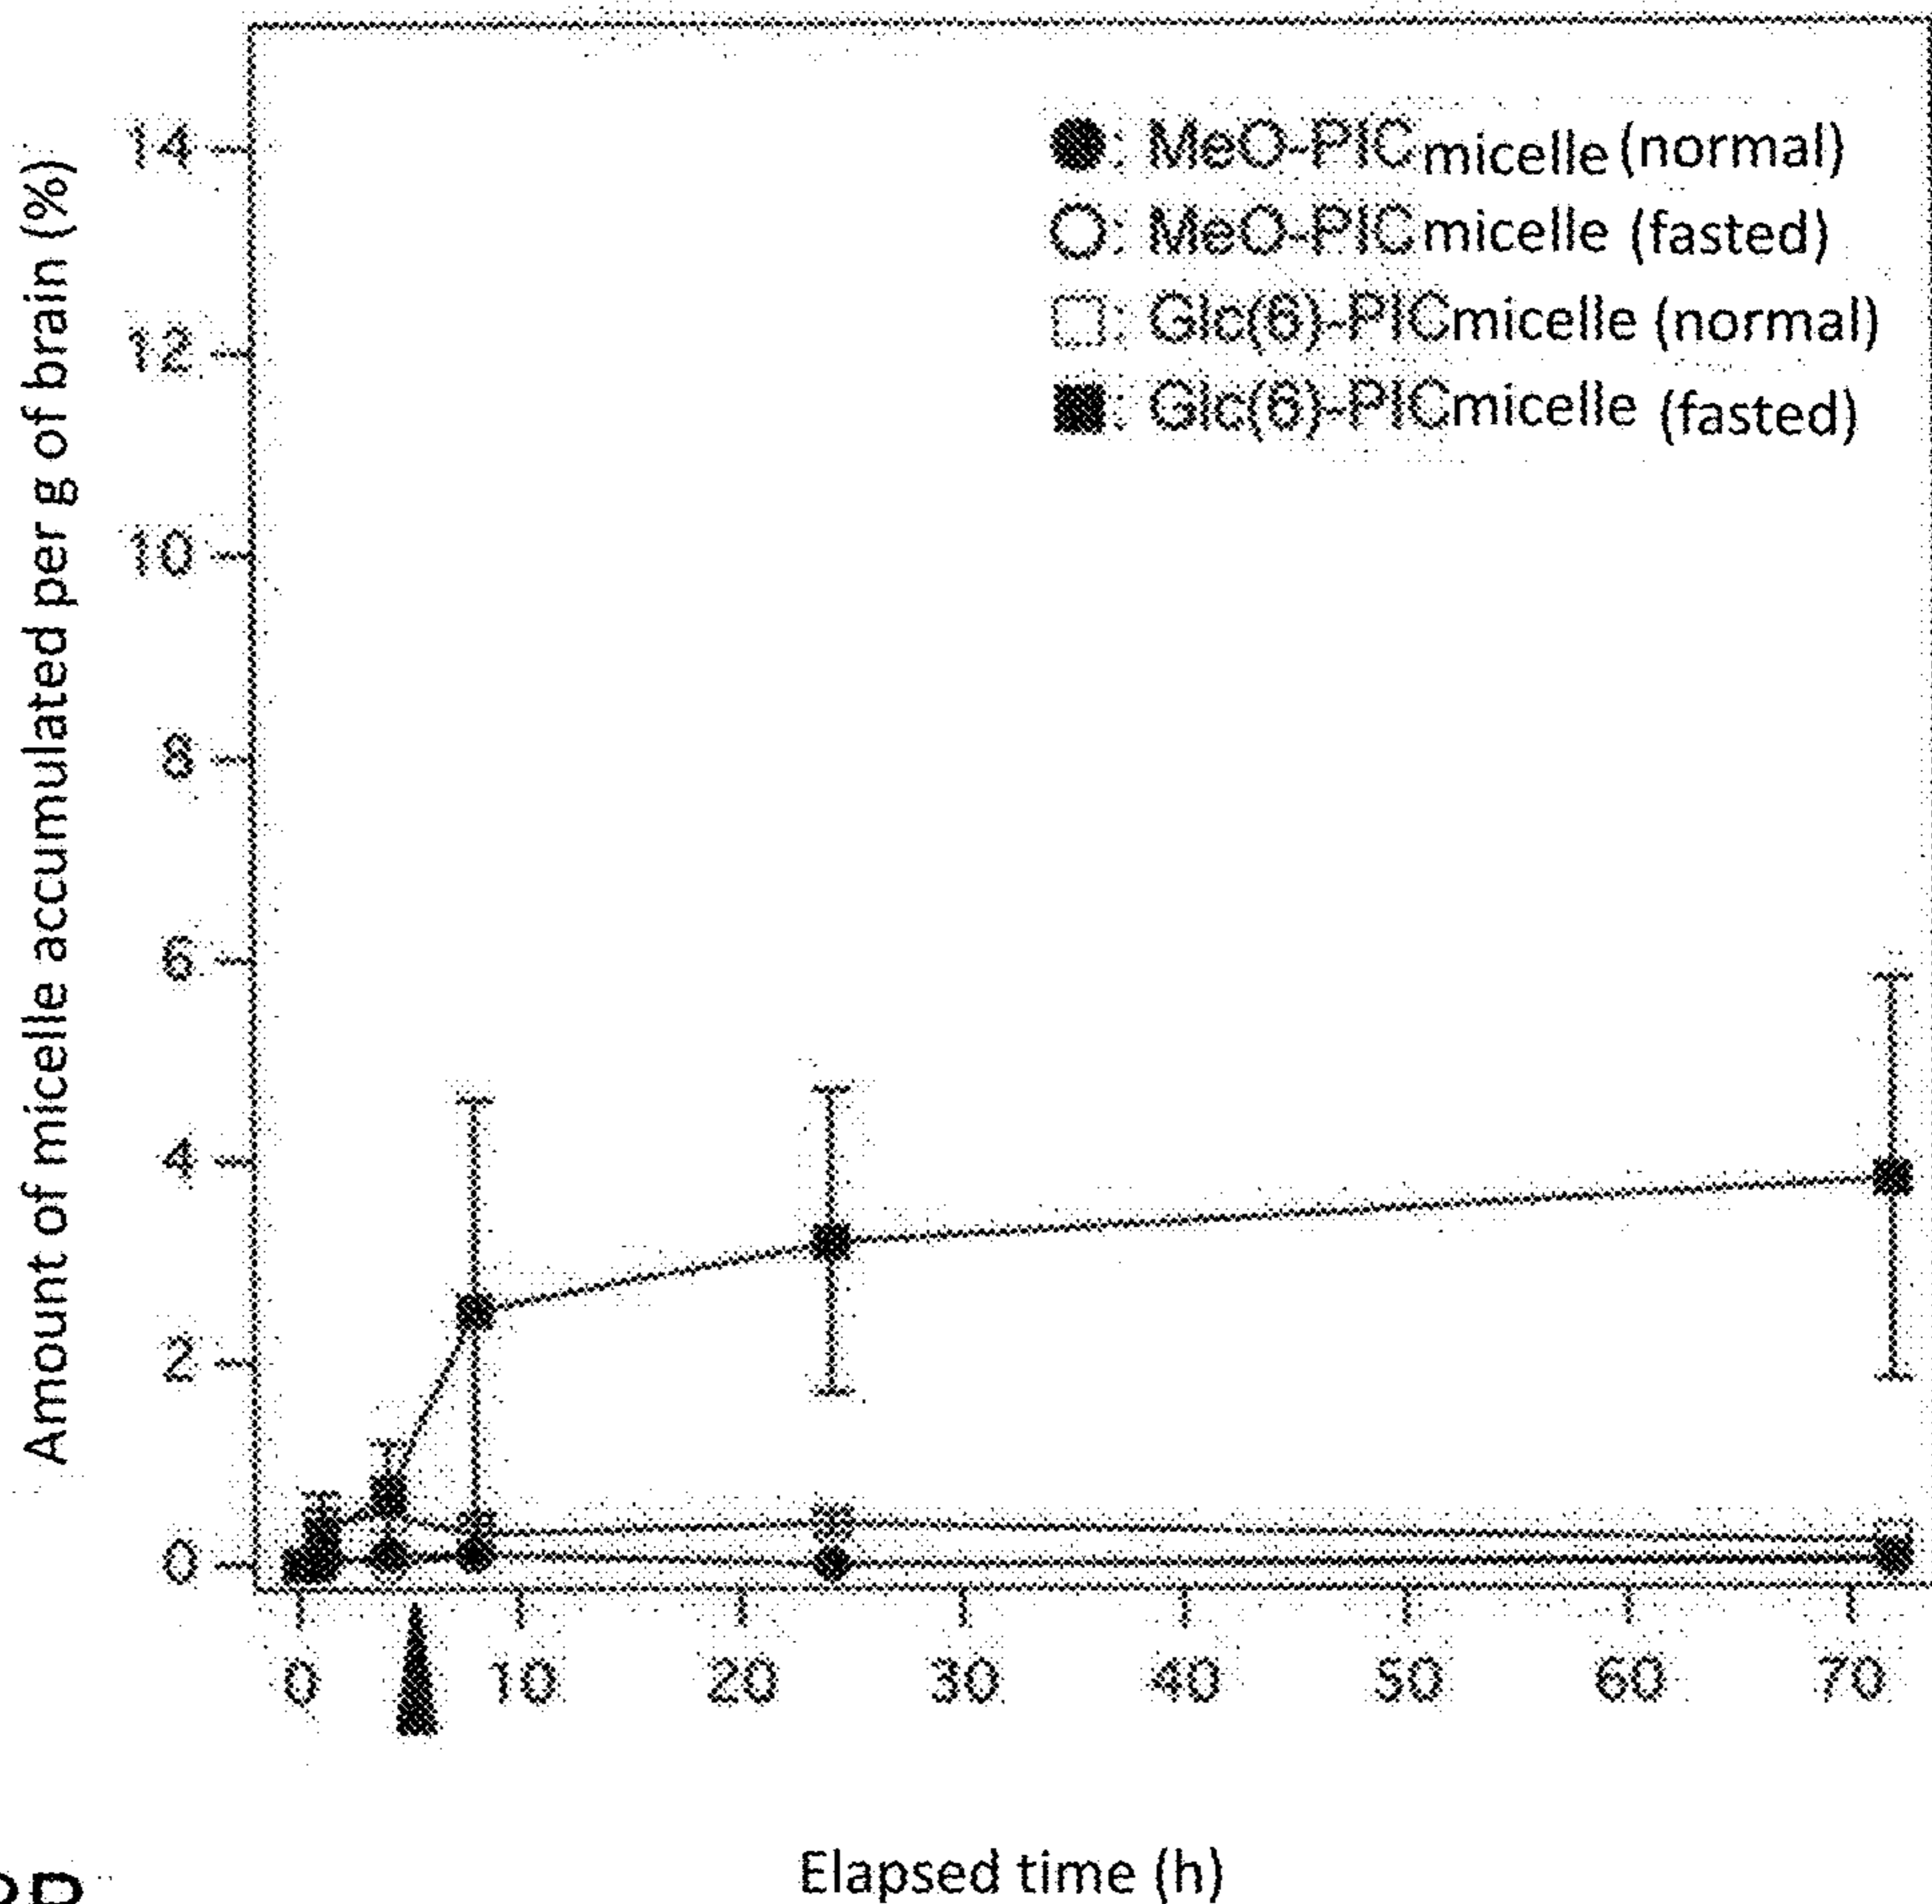 Amount of micelle accumulated per g of brain (%)
14
12
10
8
6
4
2
0
●: MeO-PICmicelle (normal)
○: MeO-PICmicelle (fasted)
□: Glc(6)-PICmicelle (normal)
■: Glc(6)-PICmicelle (fasted)
0 10 20 30 40 50 60 70
Elapsed time (h)